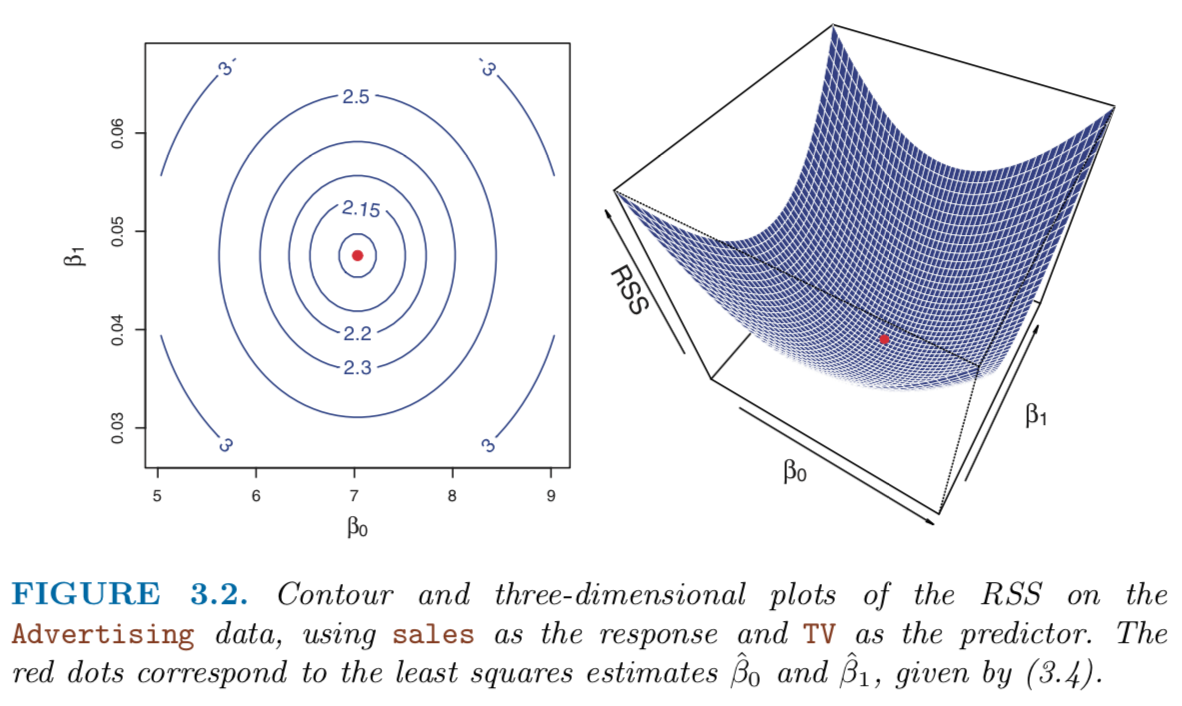 3
3
2.5
2.15
2.2
2.3
3
3
0.06
0.05
0.04
0.03
β1
5 6 7 8 9
β0
RSS
β0
β1
FIGURE 3.2. Contour and three-dimensional plots of the RSS on the
Advertising data, using sales as the response and TV as the predictor. The
red dots correspond to the least squares estimates β̂0 and β̂1, given by (3.4).